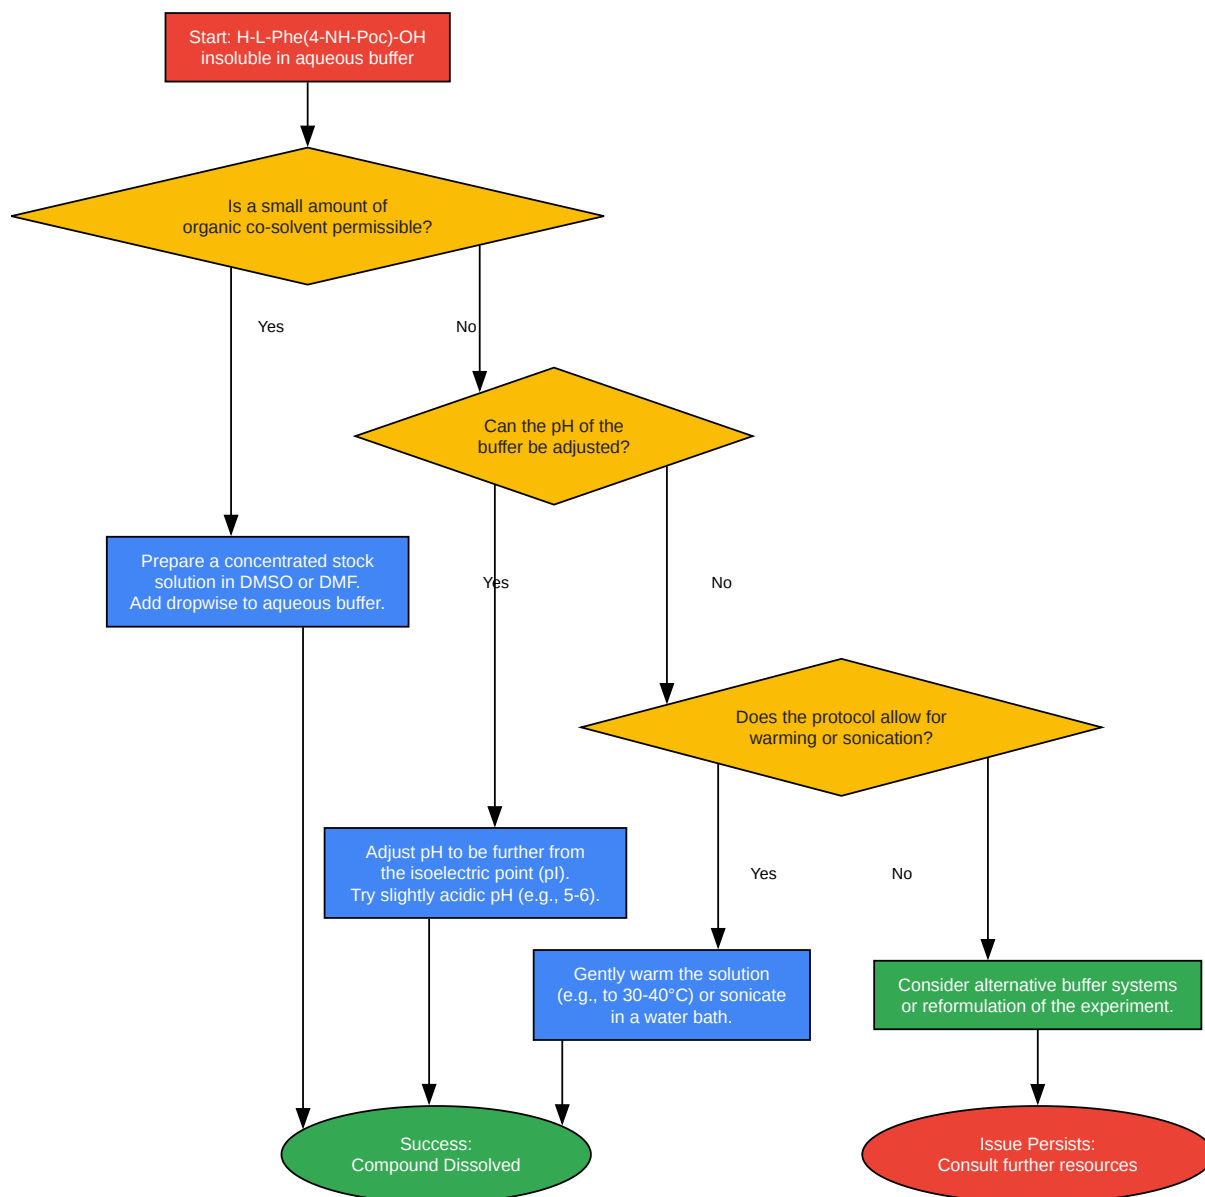 Start: H-L-Phe(4-NH-Poc)-OH
insoluble in aqueous buffer
Is a small amount of
organic co-solvent permissible?
Yes
No
Can the pH of the
buffer be adjusted?
Prepare a concentrated stock
solution in DMSO or DMF.
Add dropwise to aqueous buffer.
Yes
No
Does the protocol allow for
warming or sonication?
Adjust pH to be further from
the isoelectric point (pI).
Try slightly acidic pH (e.g., 5-6).
Yes
No
Gently warm the solution
(e.g., to 30-40°C) or sonicate
in a water bath.
Consider alternative buffer systems
or reformulation of the experiment.
Success:
Compound Dissolved
Issue Persists:
Consult further resources